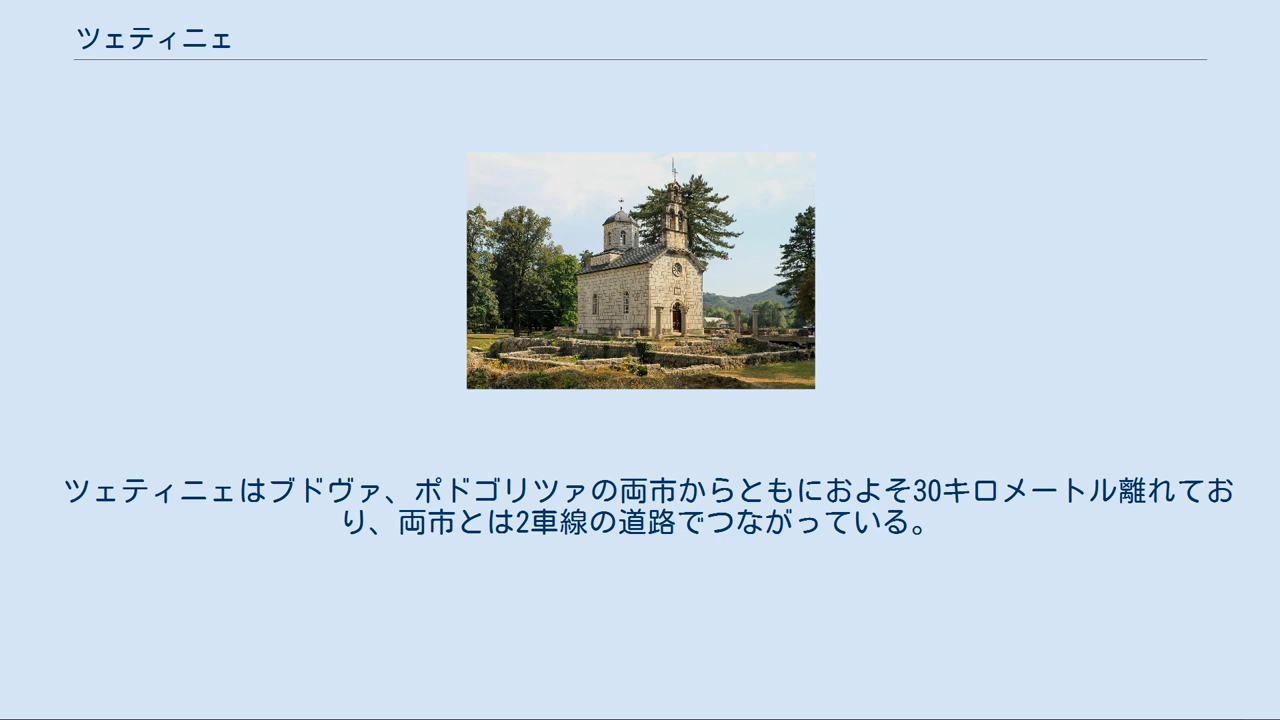 ツェティニェ
ツェティニェはブドヴァ、ポドゴリツァの両市からともにおよそ30キロメートル離れてお
り、両市とは2車線の道路でつながっている。